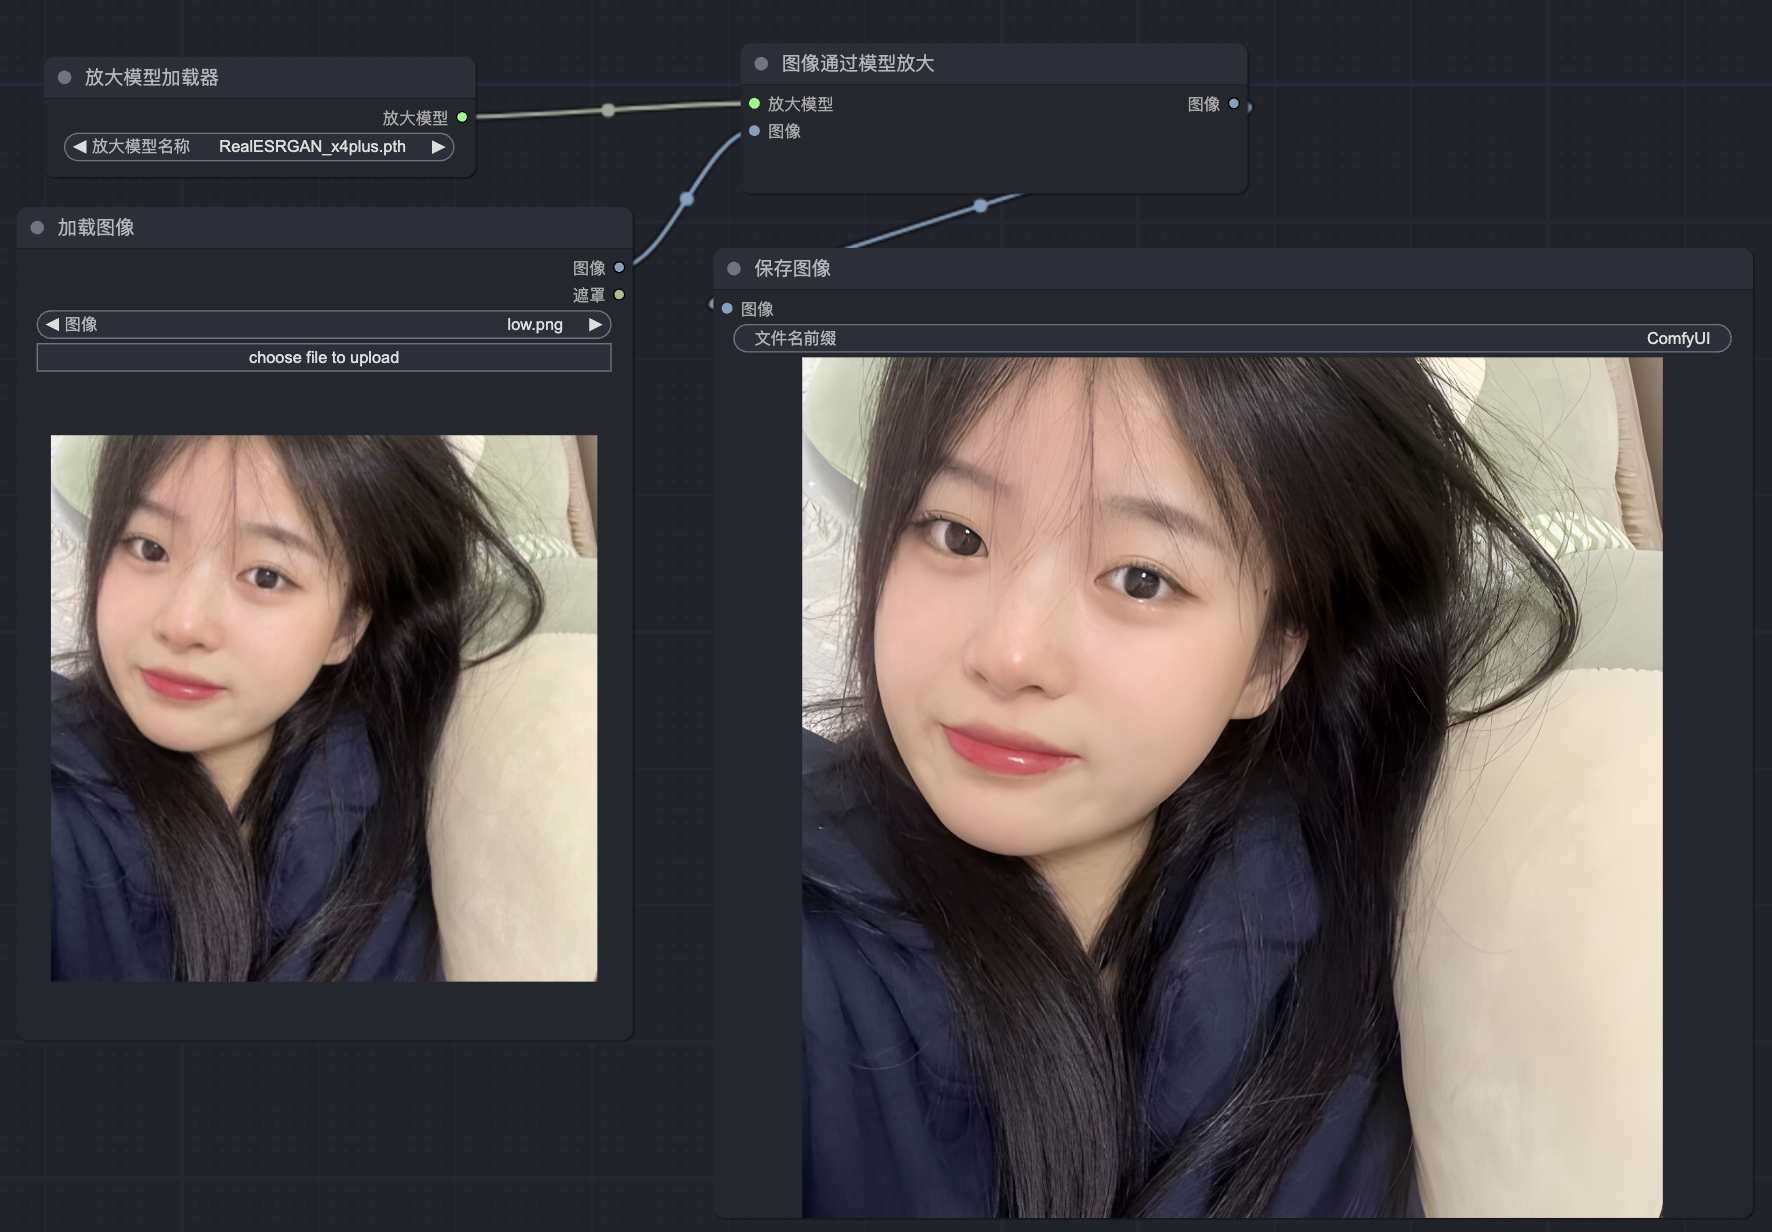 放大模型加载器
放大模型
放大模型名称 RealESRGAN_x4plus.pth
图像通过模型放大
放大模型 图像
图像
加载图像
图像
遮罩
图像 low.png
choose file to upload
保存图像
图像
文件名前缀 ComfyUI